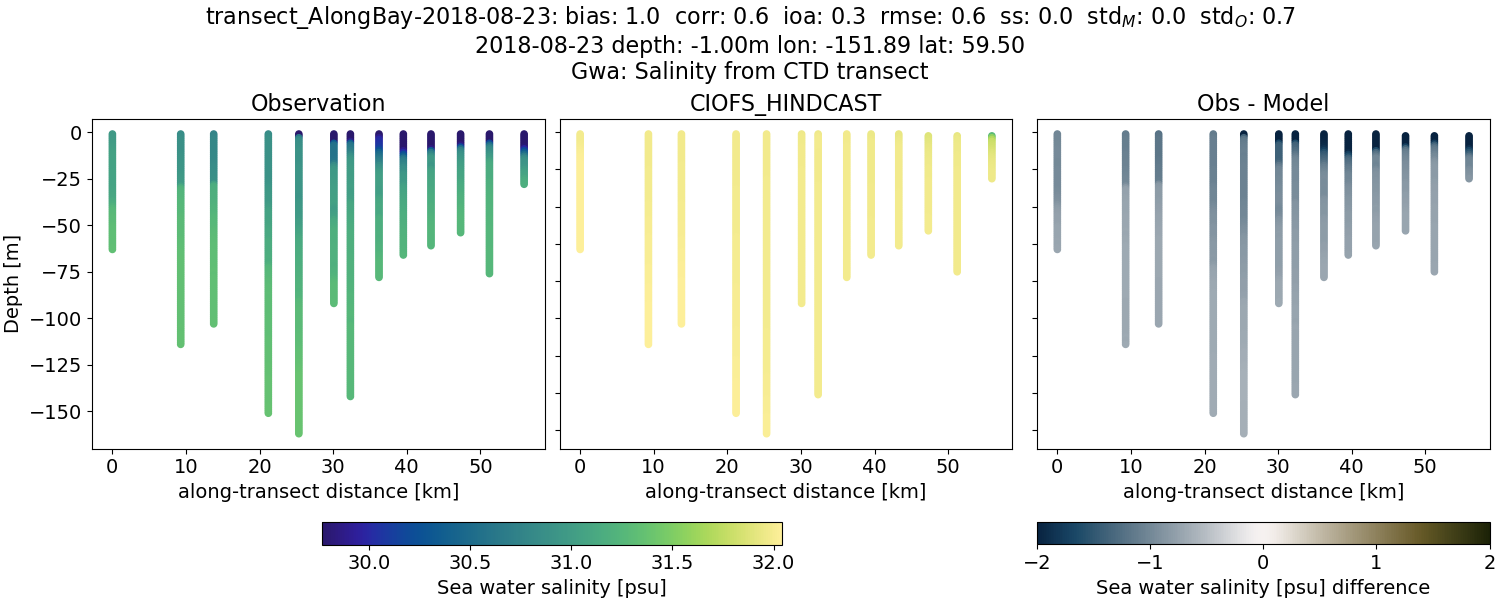 transect_AlongBay-2018-08-23: bias: 1.0 corr: 0.6 ioa: 0.3 rmse: 0.6 ss: 0.0 std_M: 0.0 std_O: 0.7
2018-08-23 depth: -1.00m lon: -151.89 lat: 59.50
Gwa: Salinity from CTD transect
Observation
CIOFS_HINDCAST
Obs - Model
0
−25
−50
−75
−100
−125
−150
Depth [m]
0 10 20 30 40 50
0 10 20 30 40 50
0 10 20 30 40 50
along-transect distance [km]
along-transect distance [km]
along-transect distance [km]
30.0 30.5 31.0 31.5 32.0
Sea water salinity [psu]
−2 −1 0 1 2
Sea water salinity [psu] difference